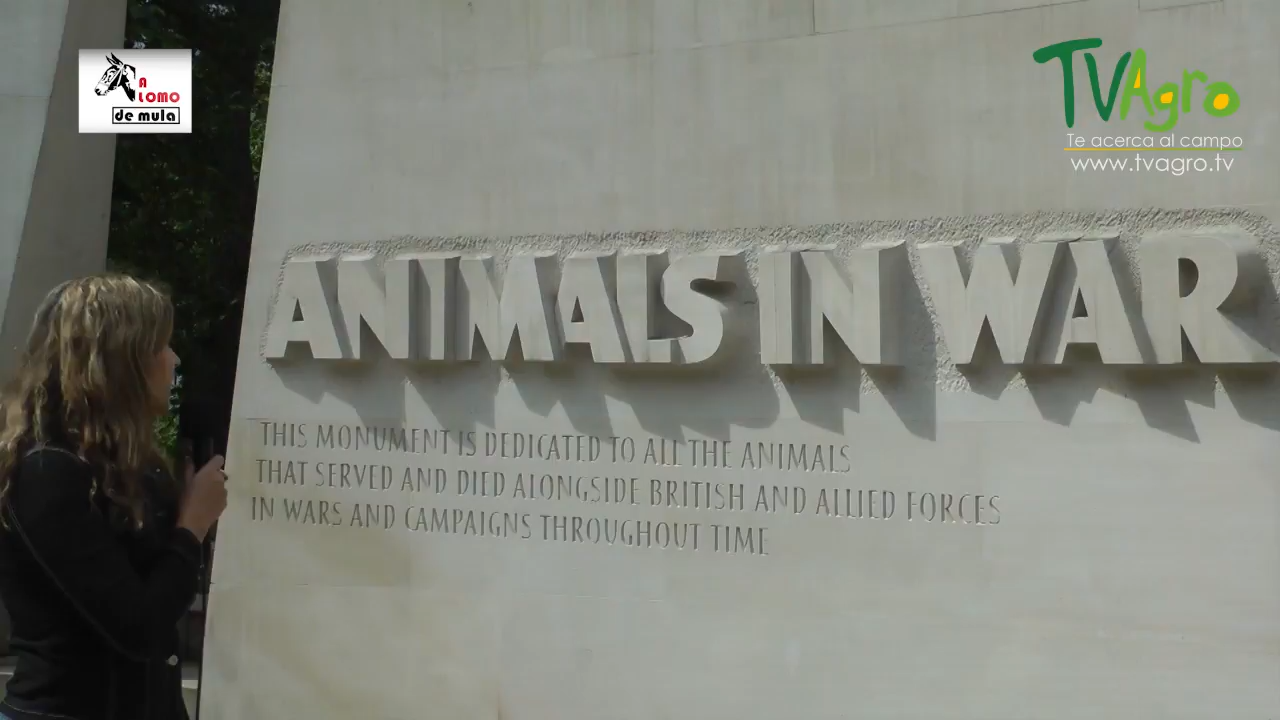 A
LOMO
de mula
TVAgro
Te acerca al campo
www.tvagro.tv
ANIMALS IN WAR
THIS MONUMENT IS DEDICATED TO ALL THE ANIMALS
THAT SERVED AND DIED ALONGSIDE BRITISH AND ALLIED FORCES
IN WARS AND CAMPAIGNS THROUGHOUT TIME